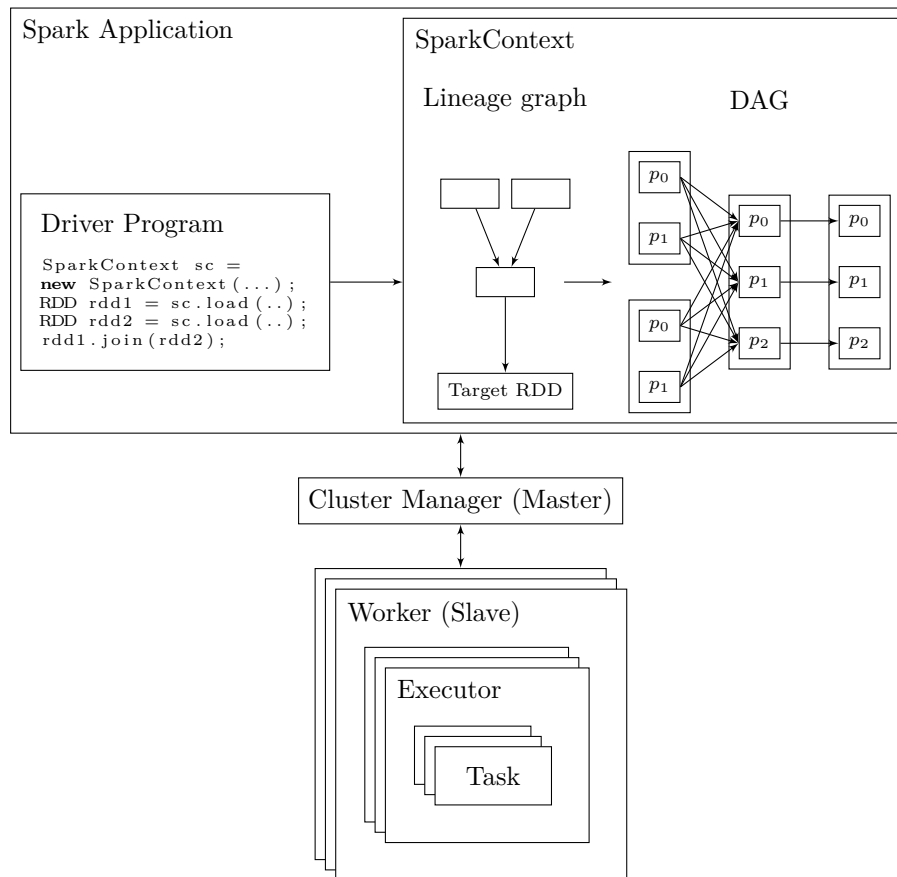 Spark Application
SparkContext
Lineage graph
DAG
Driver Program
SparkContext sc =
new SparkContext(...);
RDD rdd1 = sc.load(..);
RDD rdd2 = sc.load(..);
rdd1.join(rdd2);
Target RDD
p0
p1
p0
p1
p0
p1
p2
p0
p1
p2
Cluster Manager (Master)
Worker (Slave)
Executor
Task